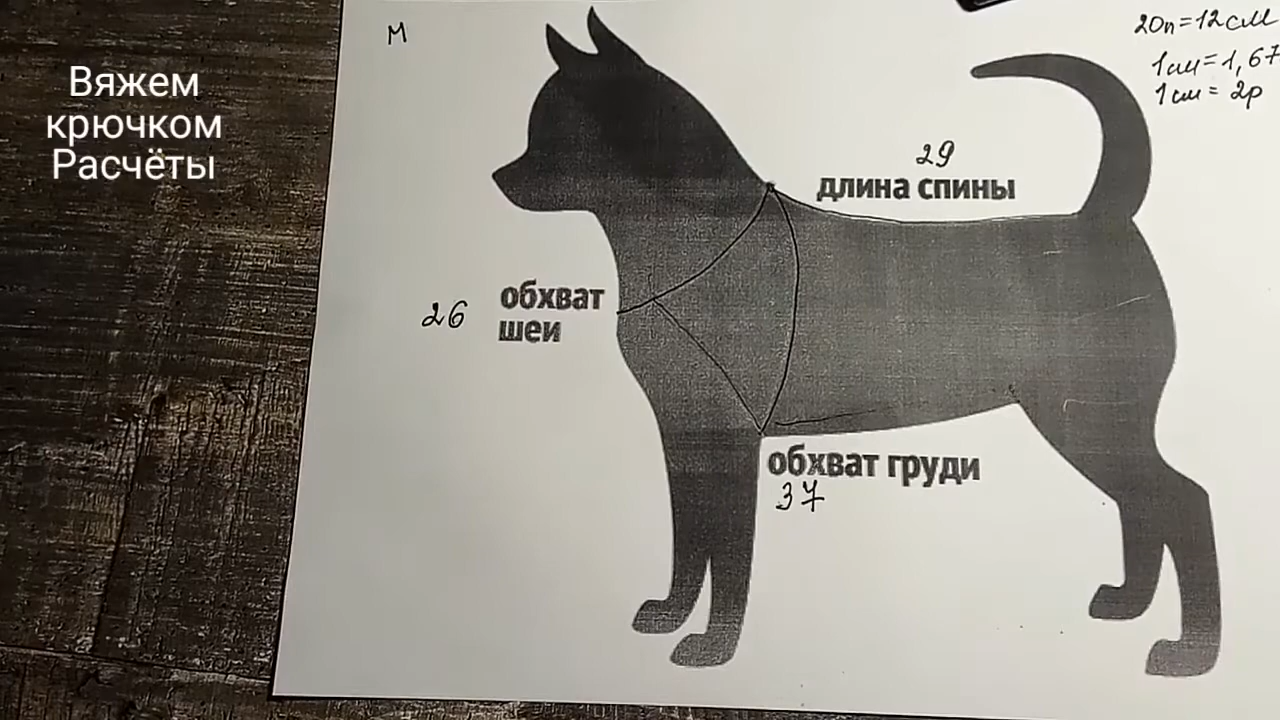 Вяжем
крючком
Расчёты
М
20п=12см
1см=1,67
1см=2р
29
длина спины
26
обхват
шеи
обхват груди
37